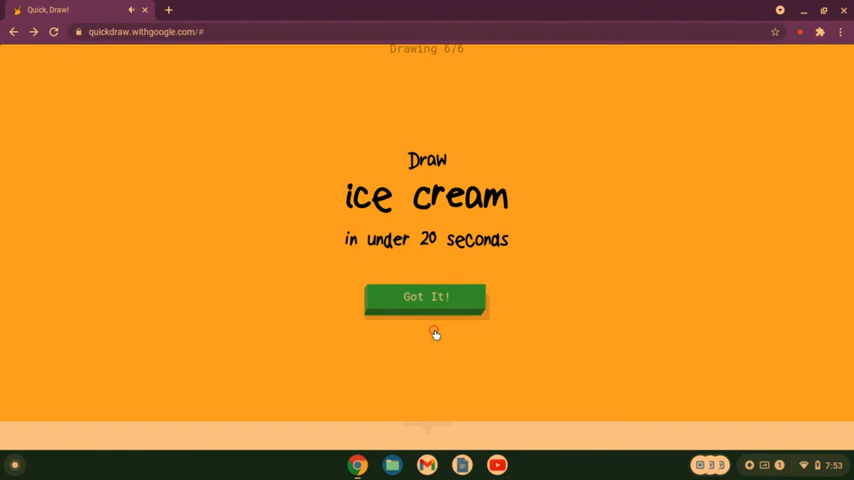 Quick, Draw!
quickdraw.withgoogle.com/#
Drawing 6/6
Draw
ice cream
in under 20 seconds
Got It!
1
7:53